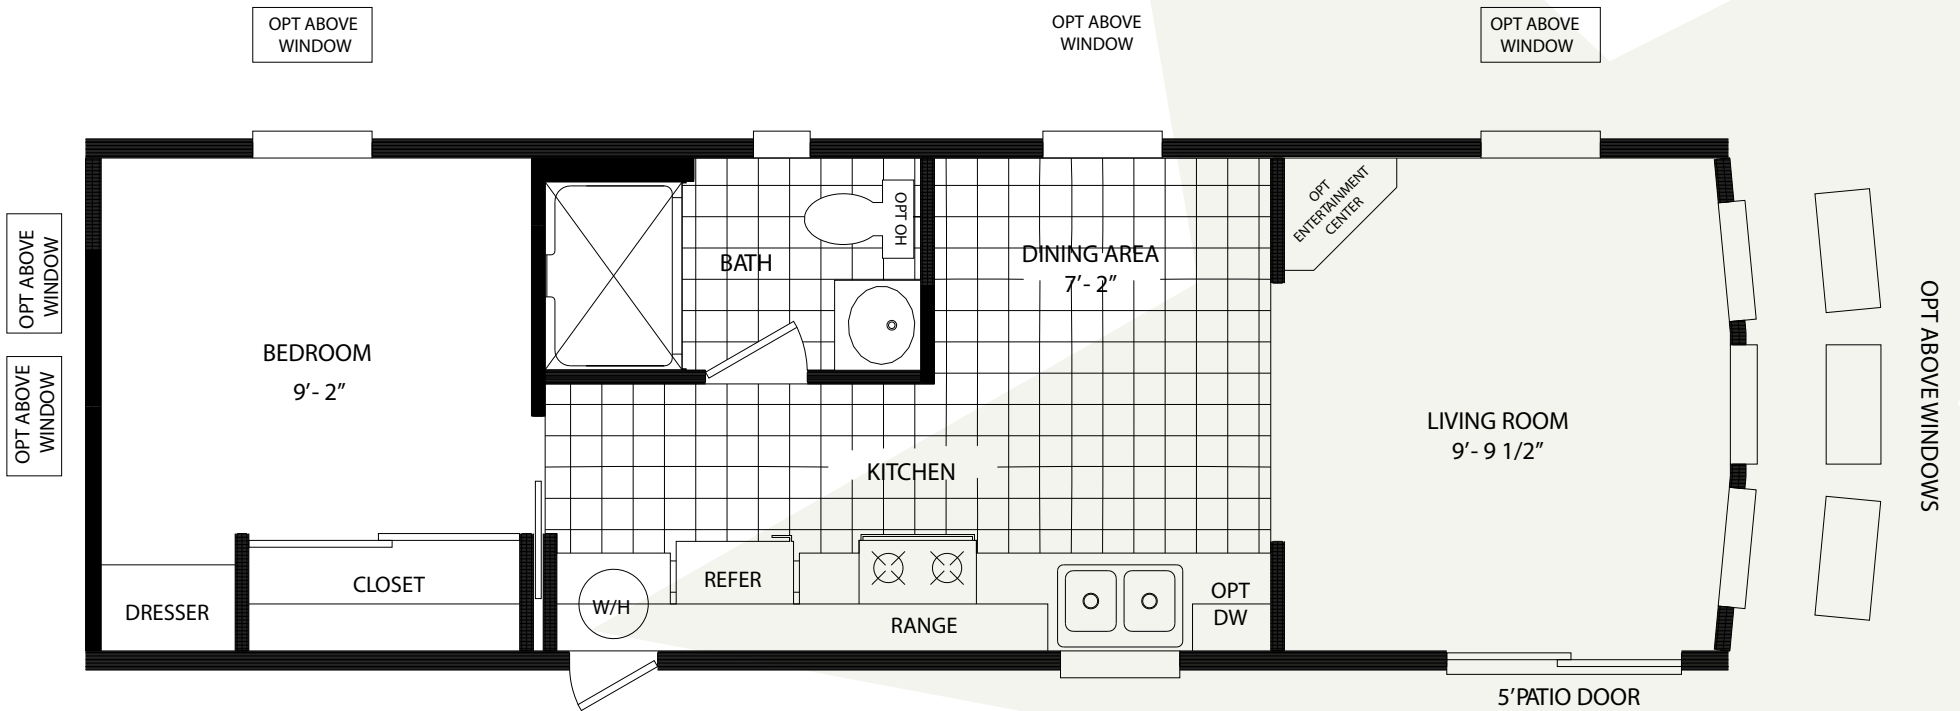 OPT ABOVE
WINDOW
OPT ABOVE
WINDOW
OPT ABOVE
WINDOW
OPT ABOVE
WINDOW
OPT ABOVE
WINDOW
BEDROOM
9'- 2"
BATH
OPT OH
DINING AREA
7'- 2"
OPT
ENTERTAINMENT
CENTER
LIVING ROOM
9'- 9 1/2"
OPT ABOVE WINDOWS
KITCHEN
DRESSER
CLOSET
W/H
REFER
RANGE
OPT
DW
5'PATIO DOOR